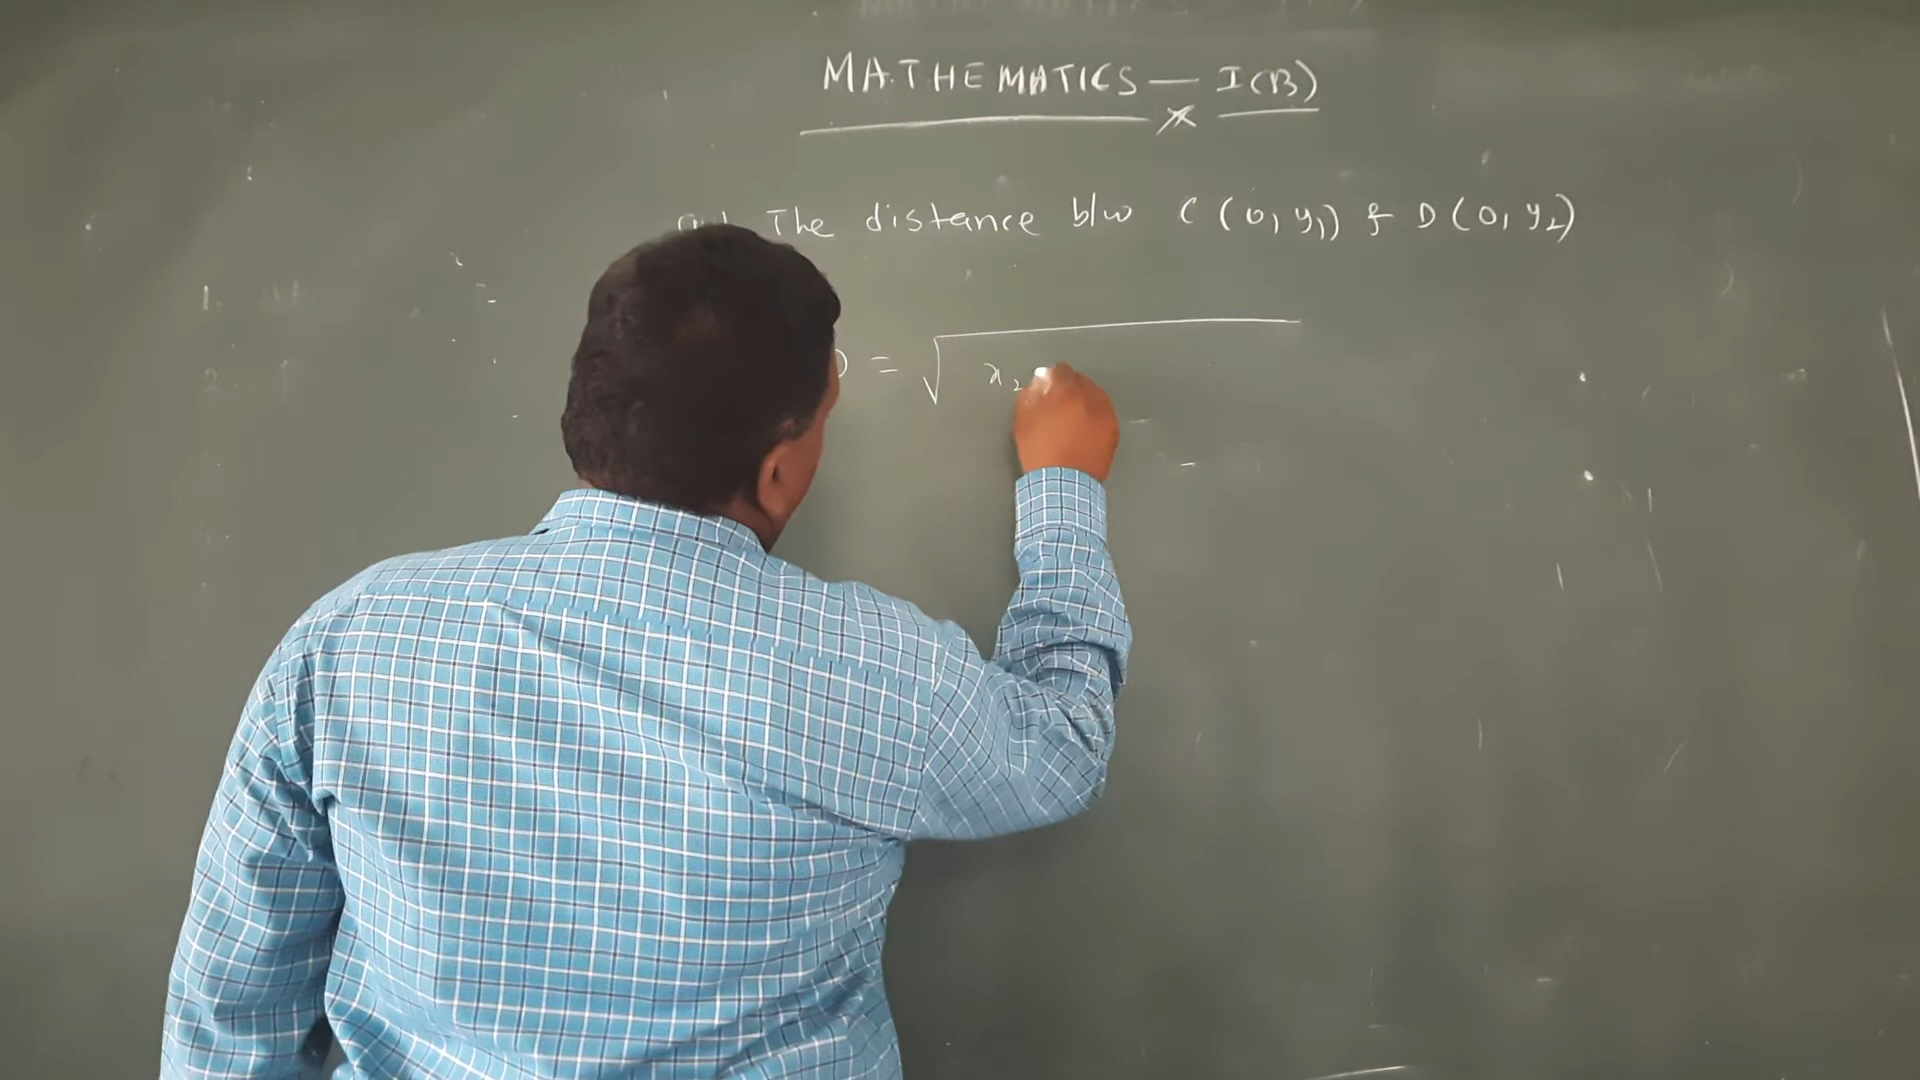 MATHEMATICS — I(B)
The distance b/w C (0, y₁) & D (0, y₂)
D = √ x₂